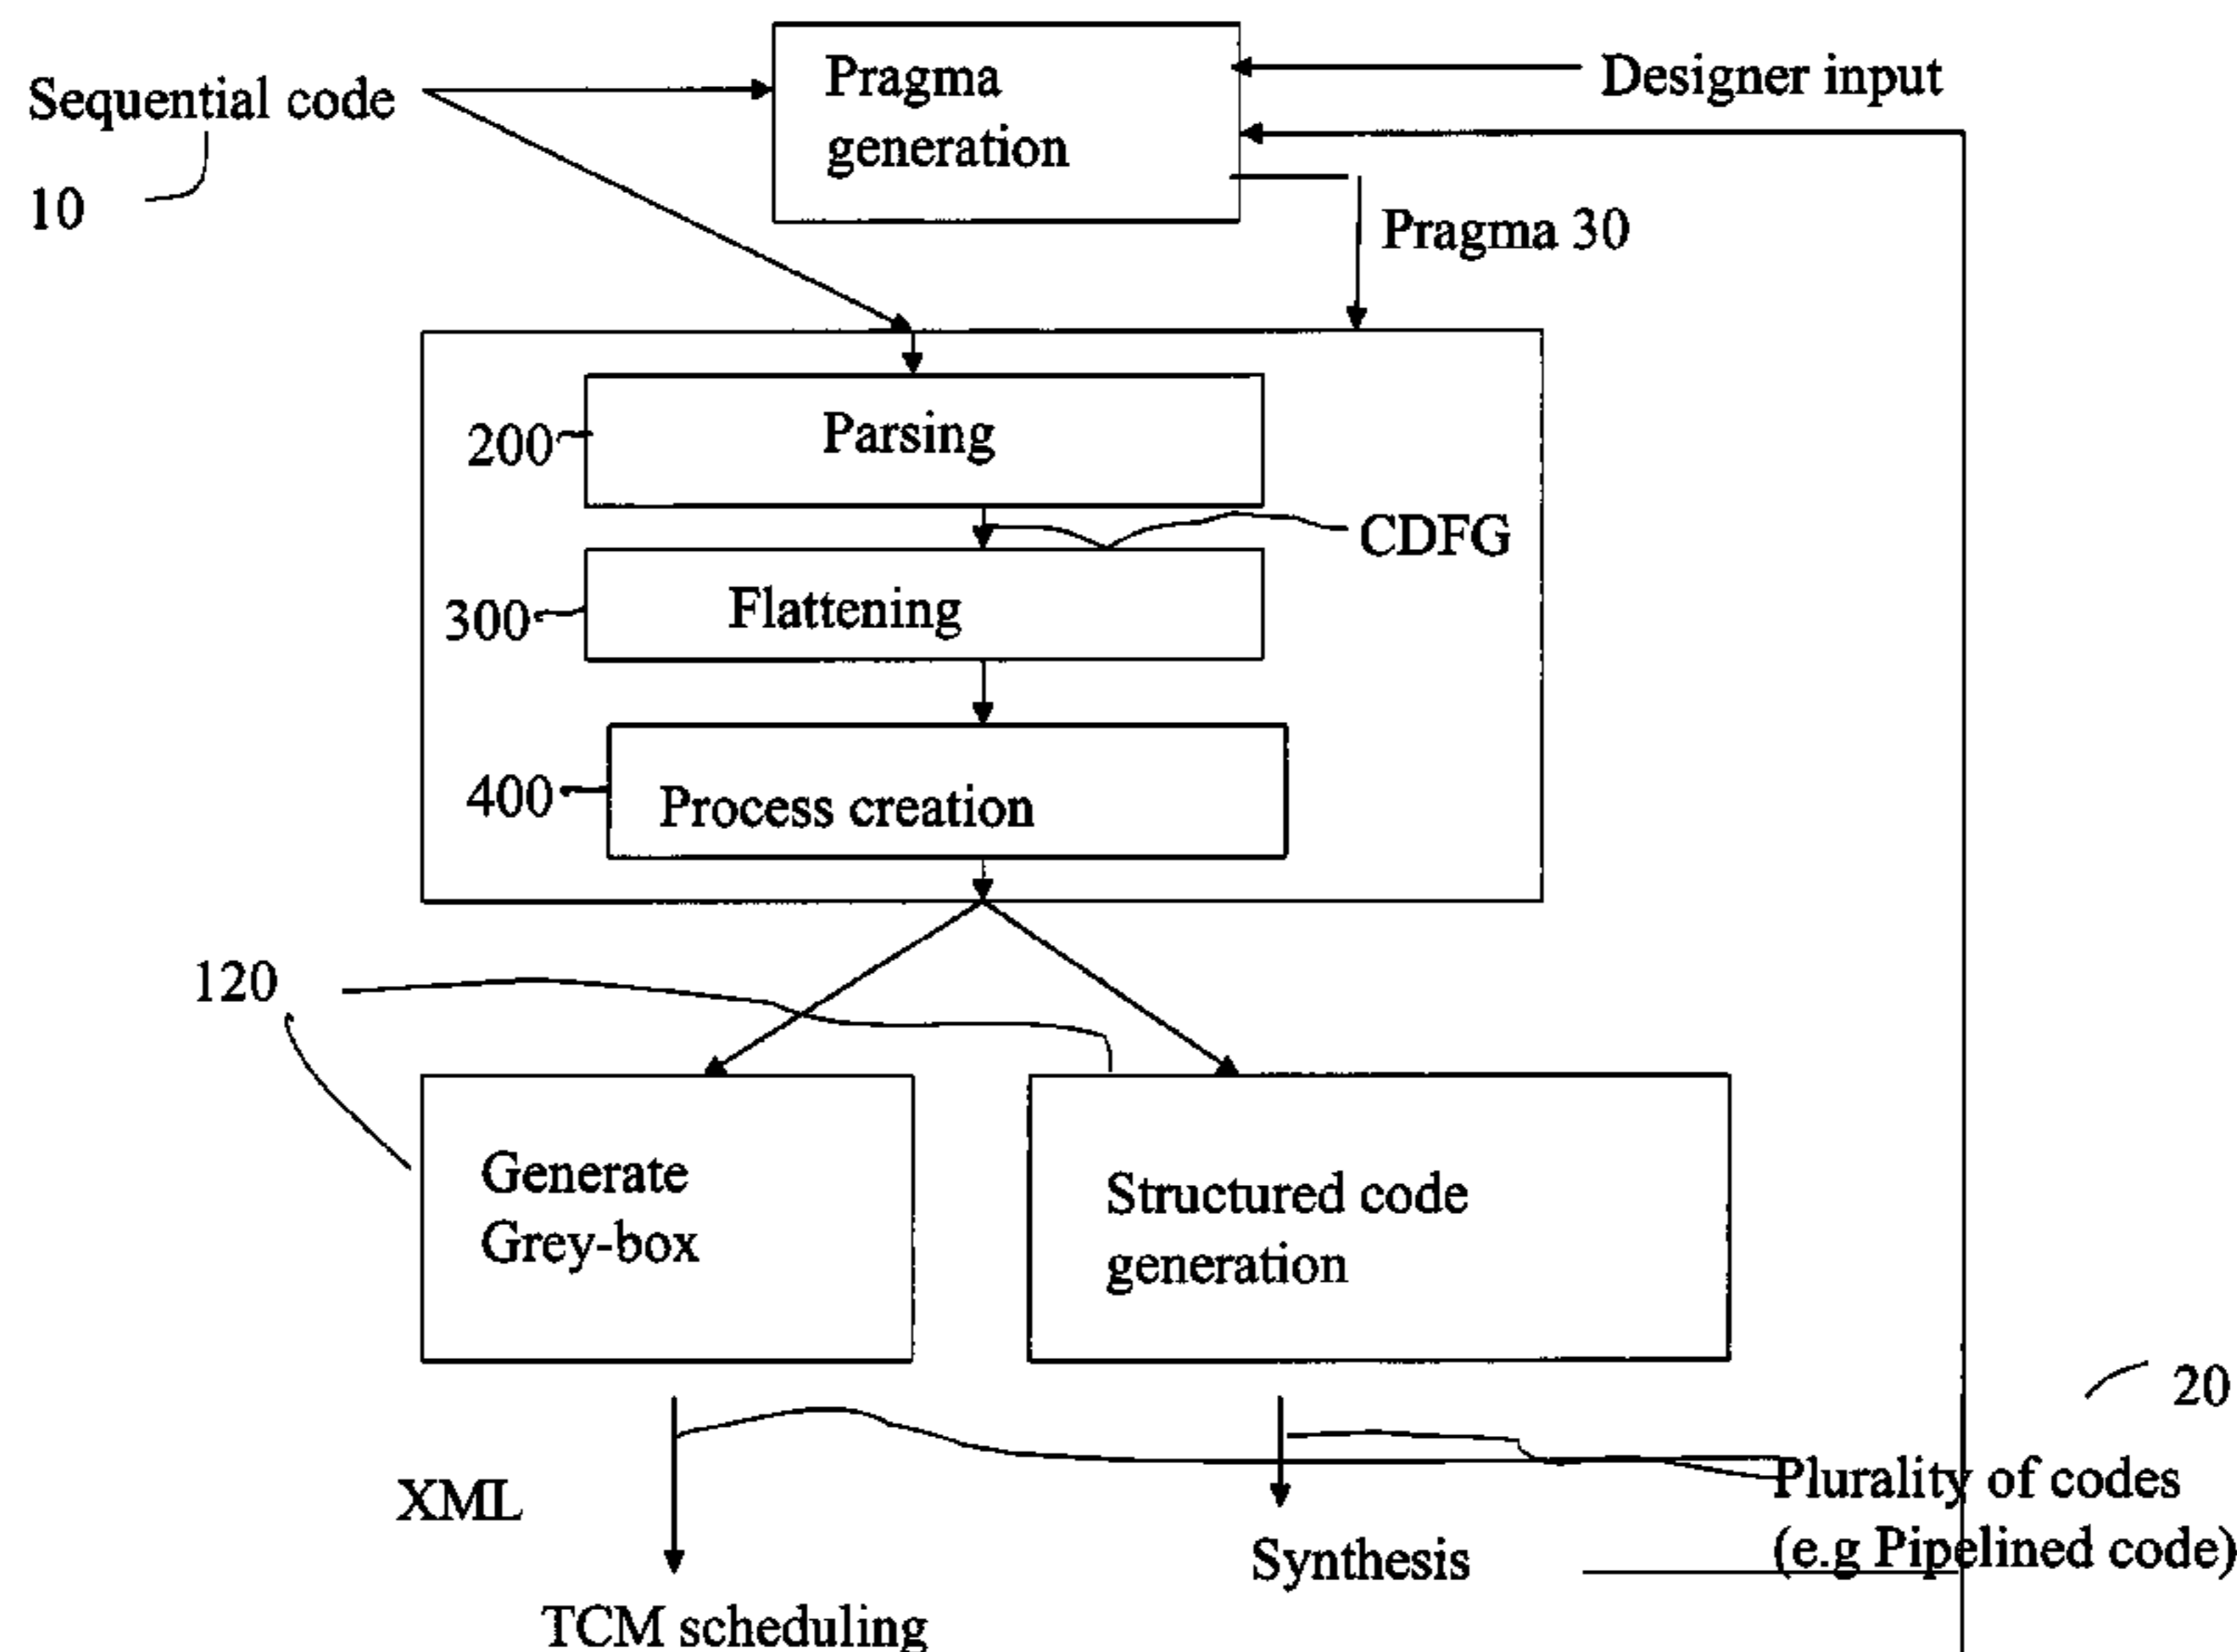 Pragma
generation
Designer input
Sequential code
10
Pragma 30
Parsing
200
CDFG
Flattening
300
400
Process creation
120
Generate
Grey-box
Structured code
generation
20
XML
Plurality of codes
(e.g Pipelined code)
Synthesis
TCM scheduling